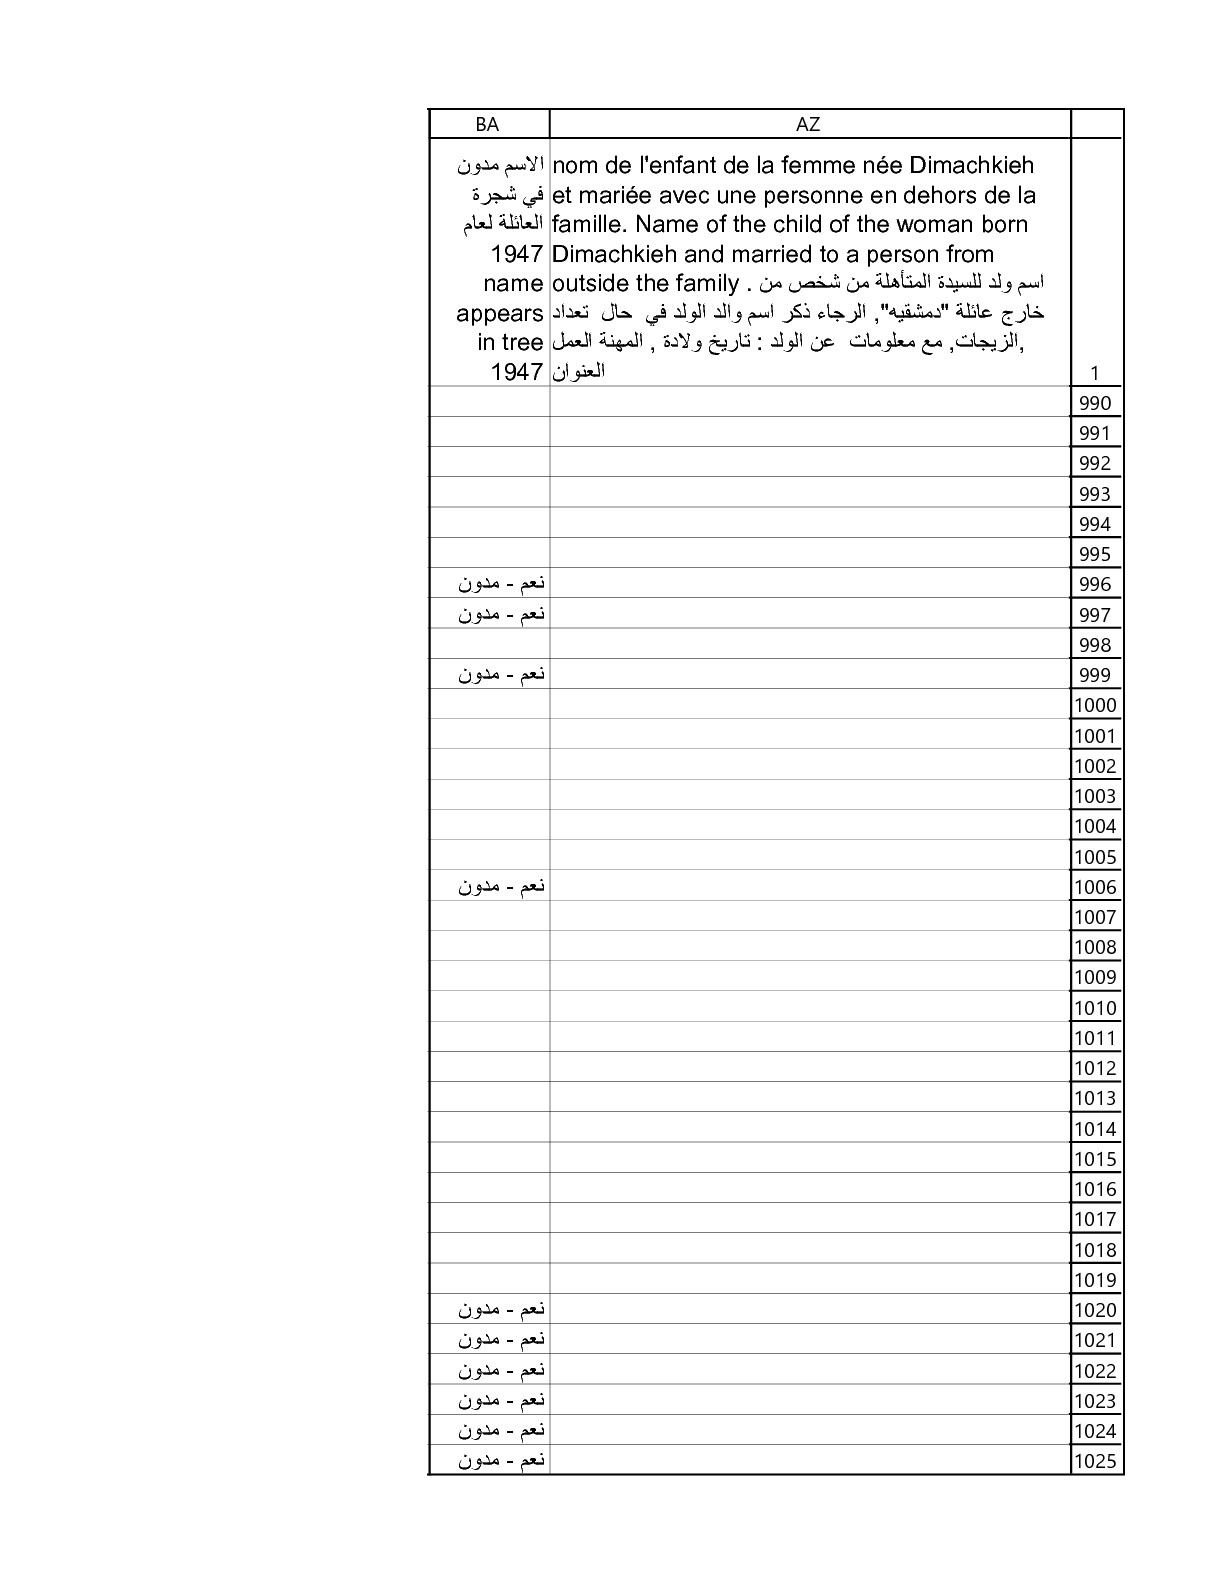 BA AZ
الاسم مدون
في شجرة
العائلة لعام
1947
name
appears
in tree
1947
nom de l'enfant de la femme née Dimachkieh
et mariée avec une personne en dehors de la
famille. Name of the child of the woman born
Dimachkieh and married to a person from
outside the family . اسم ولد للسيدة المتأهلة من شخص من
خارج عائلة "دمشقيه", الرجاء ذكر اسم والد الولد في حال تعداد
الزيجات, مع معلومات عن الولد : تاريخ ولادة , المهنة العمل,
العنوان
1
990
991
992
993
994
995
نعم - مدون 996
نعم - مدون 997
998
نعم - مدون 999
1000
1001
1002
1003
1004
1005
نعم - مدون 1006
1007
1008
1009
1010
1011
1012
1013
1014
1015
1016
1017
1018
1019
نعم - مدون 1020
نعم - مدون 1021
نعم - مدون 1022
نعم - مدون 1023
نعم - مدون 1024
نعم - مدون 1025